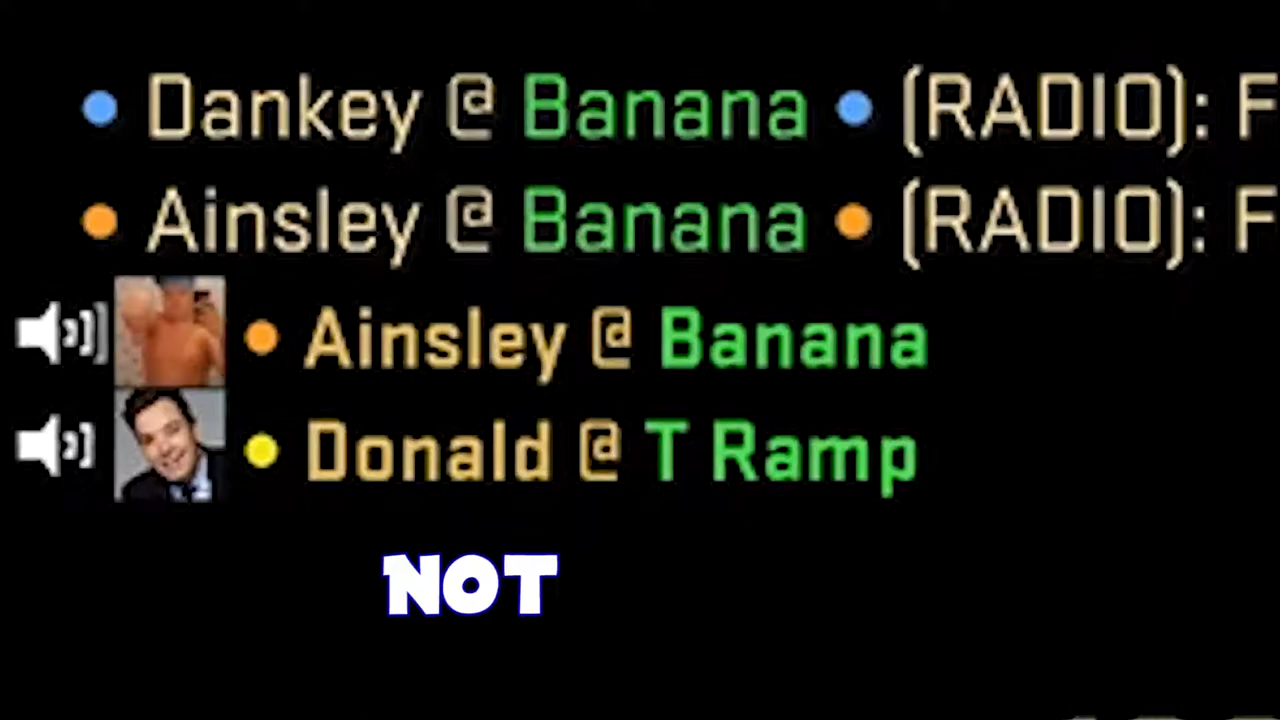 • Dankey @ Banana • (RADIO): F
• Ainsley @ Banana • (RADIO): F
• Ainsley @ Banana
• Donald @ T Ramp
NOT